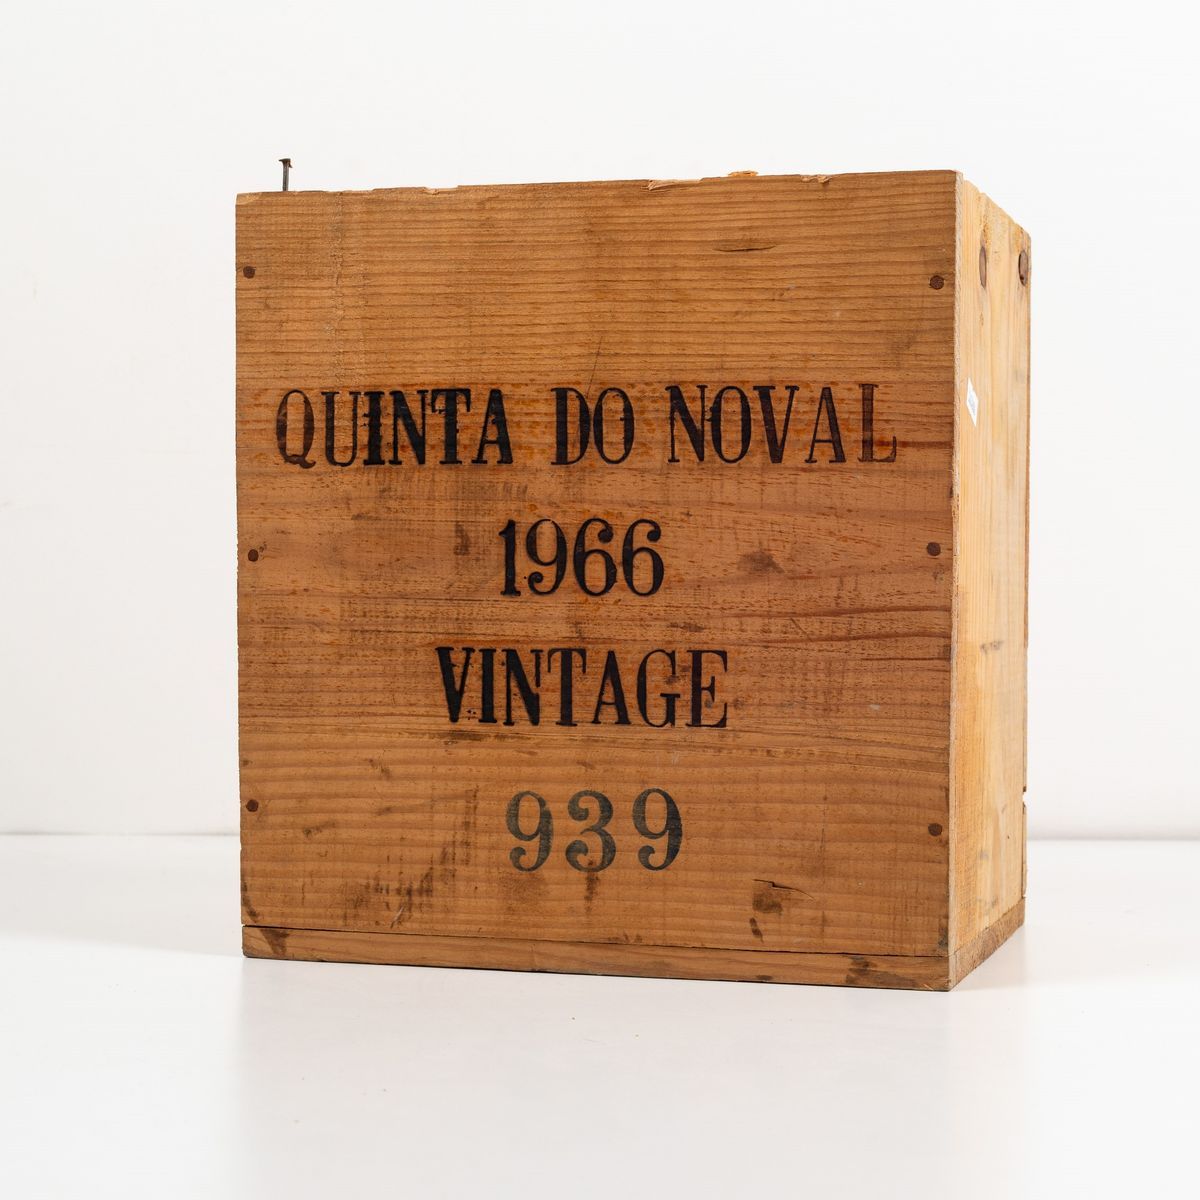 QUINTA DO NOVAL
1966
VINTAGE
939